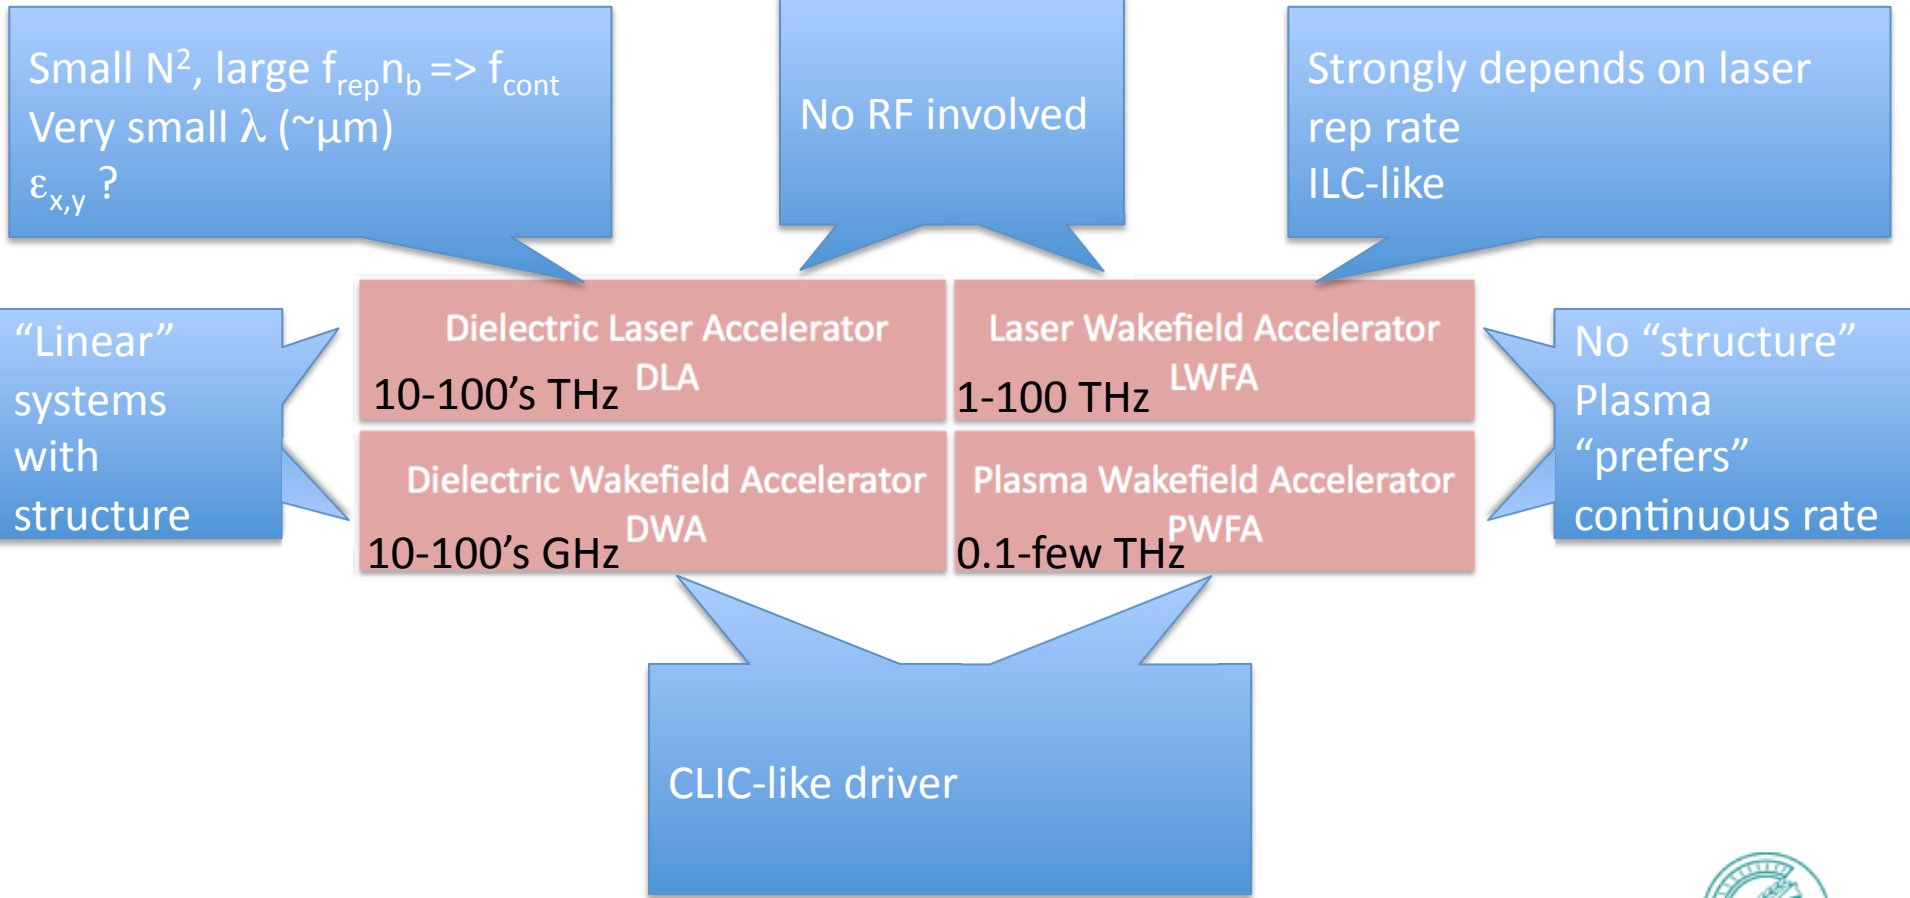 Small N², large f_rep n_b => f_cont
Very small λ (~μm)
ε_x,y ?
No RF involved
Strongly depends on laser
rep rate
ILC-like
“Linear”
systems
with
structure
Dielectric Laser Accelerator
DLA
10-100’s THz
Laser Wakefield Accelerator
LWFA
1-100 THz
Dielectric Wakefield Accelerator
DWA
10-100’s GHz
Plasma Wakefield Accelerator
PWFA
0.1-few THz
No “structure”
Plasma
“prefers”
continuous rate
CLIC-like driver